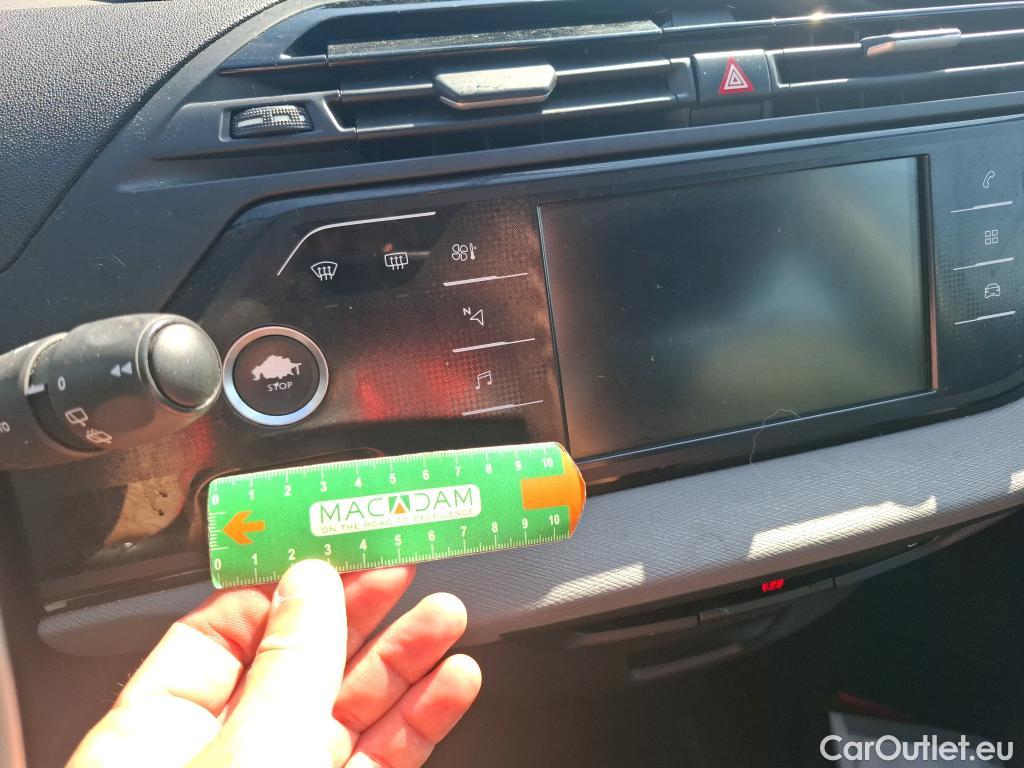 N
0
TO
STOP
0 1 2 3 4 5 6 7 8 9 10
MACADAM
ON THE ROAD TO EXCELLENCE
0 1 2 3 4 5 6 7 8 9 10
CarOutlet.eu